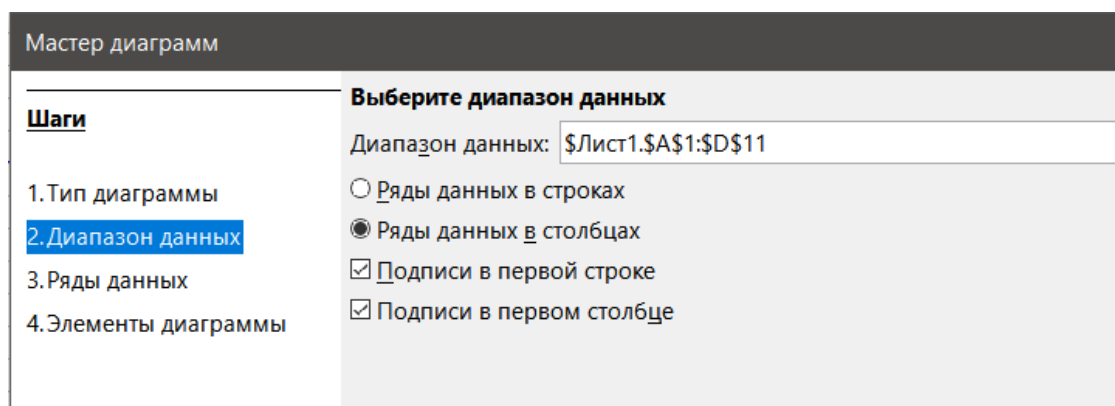 Мастер диаграмм
Шаги
1.Тип диаграммы
2.Диапазон данных
3.Ряды данных
4.Элементы диаграммы
Выберите диапазон данных
Диапазон данных: $Лист1.$A$1:$D$11
Ряды данных в строках
Ряды данных в столбцах
Подписи в первой строке
Подписи в первом столбце